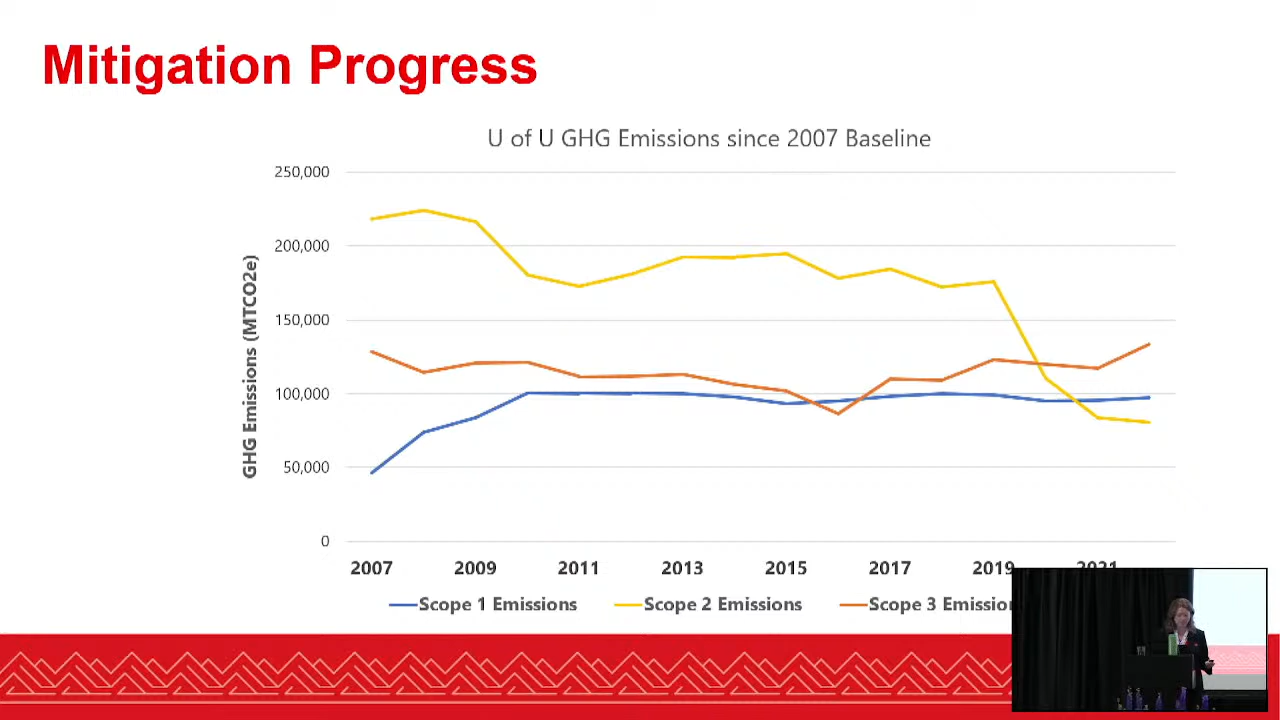 Mitigation Progress
U of U GHG Emissions since 2007 Baseline
250,000
200,000
150,000
100,000
50,000
0
GHG Emissions (MTCO2e)
2007 2009 2011 2013 2015 2017 2019 2021
Scope 1 Emissions Scope 2 Emissions Scope 3